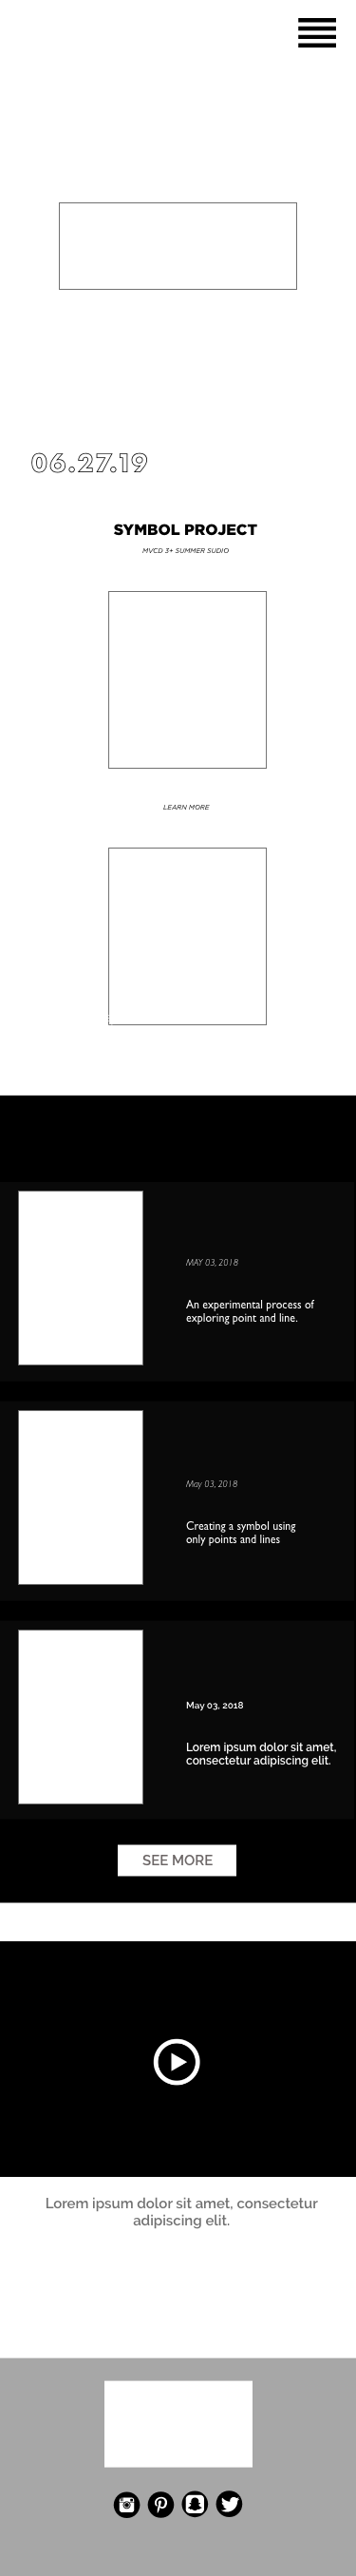 06.27.19
SYMBOL PROJECT
MVCD 3+ SUMMER SUDIO
LEARN MORE
MAY 03, 2018
An experimental process of
exploring point and line.
May 03, 2018
Creating a symbol using
only points and lines
May 03, 2018
Lorem ipsum dolor sit amet,
consectetur adipiscing elit.
SEE MORE
Lorem ipsum dolor sit amet, consectetur
adipiscing elit.